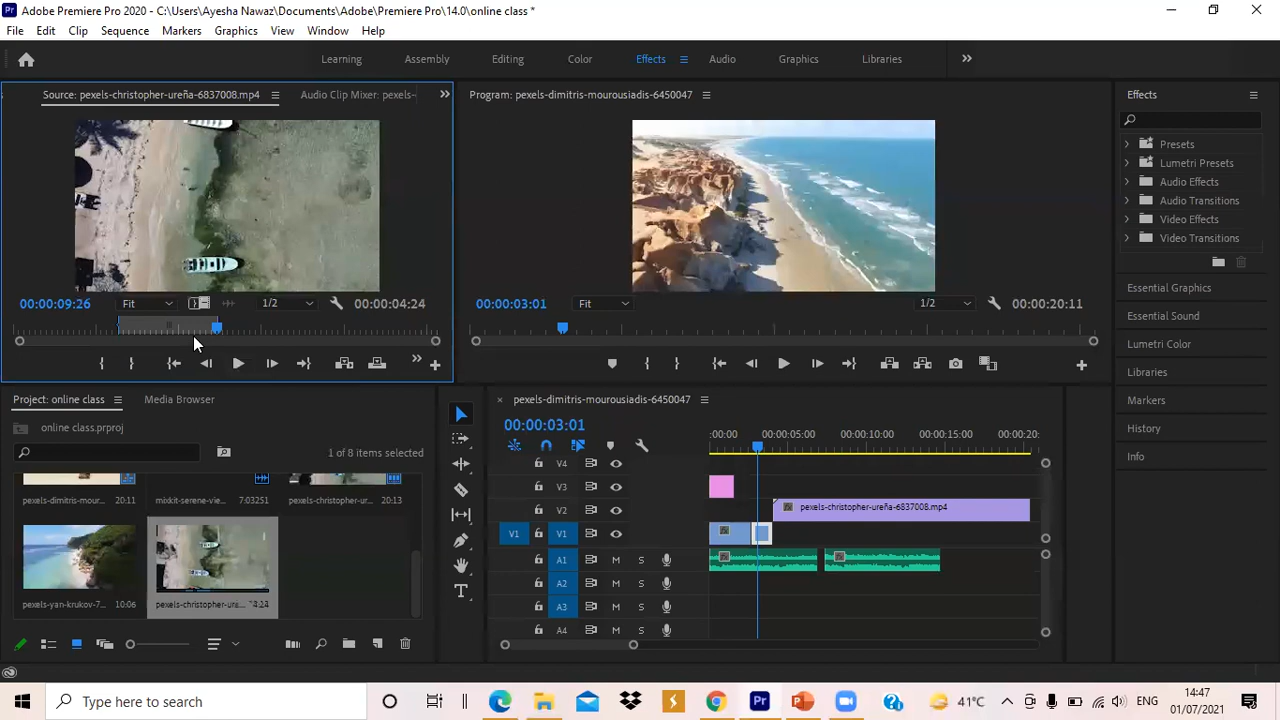 Adobe Premiere Pro 2020 - C:\Users\Ayesha Nawaz\Documents\Adobe\Premiere Pro\14.0\online class *
File Edit Clip Sequence Markers Graphics View Window Help
Learning Assembly Editing Color Effects Audio Graphics Libraries
Source: pexels-christopher-ureña-6837008.mp4 Audio Clip Mixer: pexels-
Program: pexels-dimitris-mourousiadis-6450047
Effects
Presets
Lumetri Presets
Audio Effects
Audio Transitions
Video Effects
Video Transitions
Essential Graphics
Essential Sound
Lumetri Color
Libraries
Markers
History
Info
00:00:09:26 Fit 1/2 00:00:04:24
00:00:03:01 Fit 1/2 00:00:20:11
Project: online class Media Browser
online class.prproj
1 of 8 items selected
pexels-dimitris-mour... 20:11
mixkit-serene-vie...
pexels-christopher-ur... 20:13
pexels-yan-krukov-7... 10:06
pexels-christopher-ure...
pexels-dimitris-mourousiadis-6450047
00:00:03:01
:00:00 00:00:05:00 00:00:10:00 00:00:15:00 00:00:20:
V4
V3
V2 pexels-christopher-ureña-6837008.mp4
V1 V1
A1 M S
A2 M S
A3 M S
A4 M S
Type here to search
41°C ENG 14:47
01/07/2021